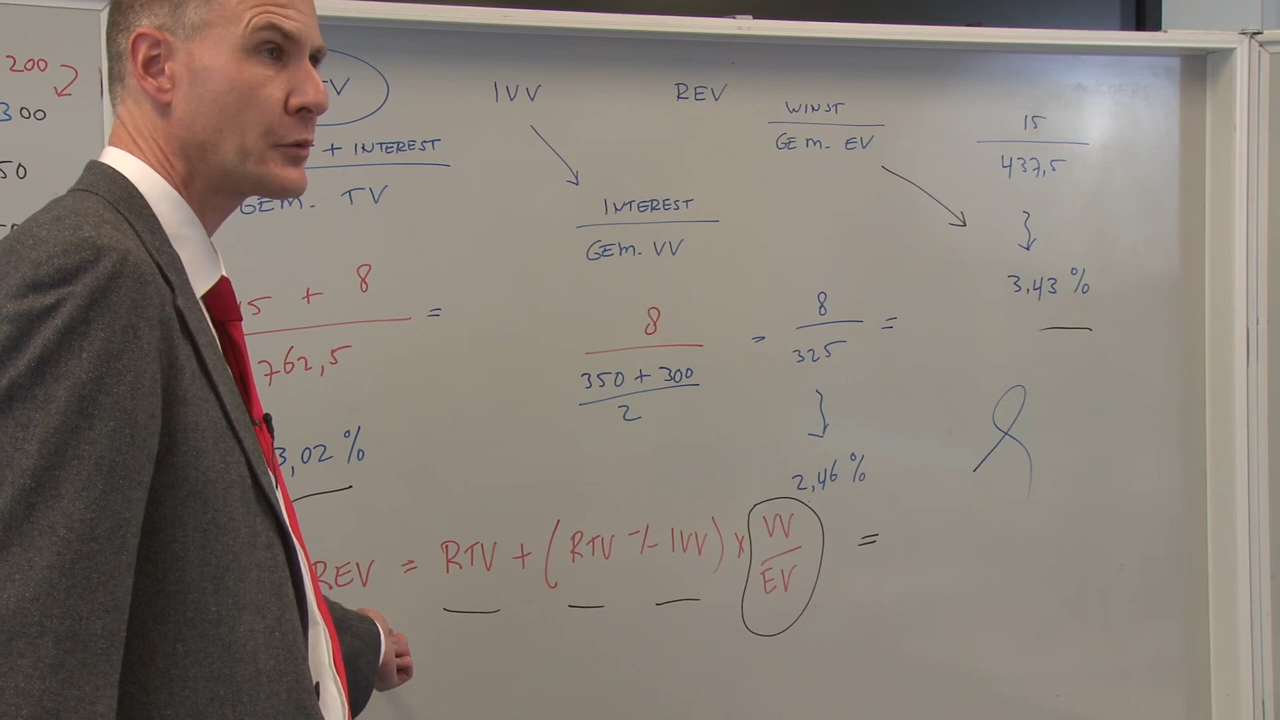 200
300
50
TV
+ INTEREST
GEM. TV
15 + 8 =
762,5
3,02 %
IVV
INTEREST
GEM. VV
8
350 + 300
2
= 8 =
325
2,46 %
REV
WINST
GEM. EV
15
437,5
3,43 %
REV = RTV + (RTV -/- IVV) x VV =
EV